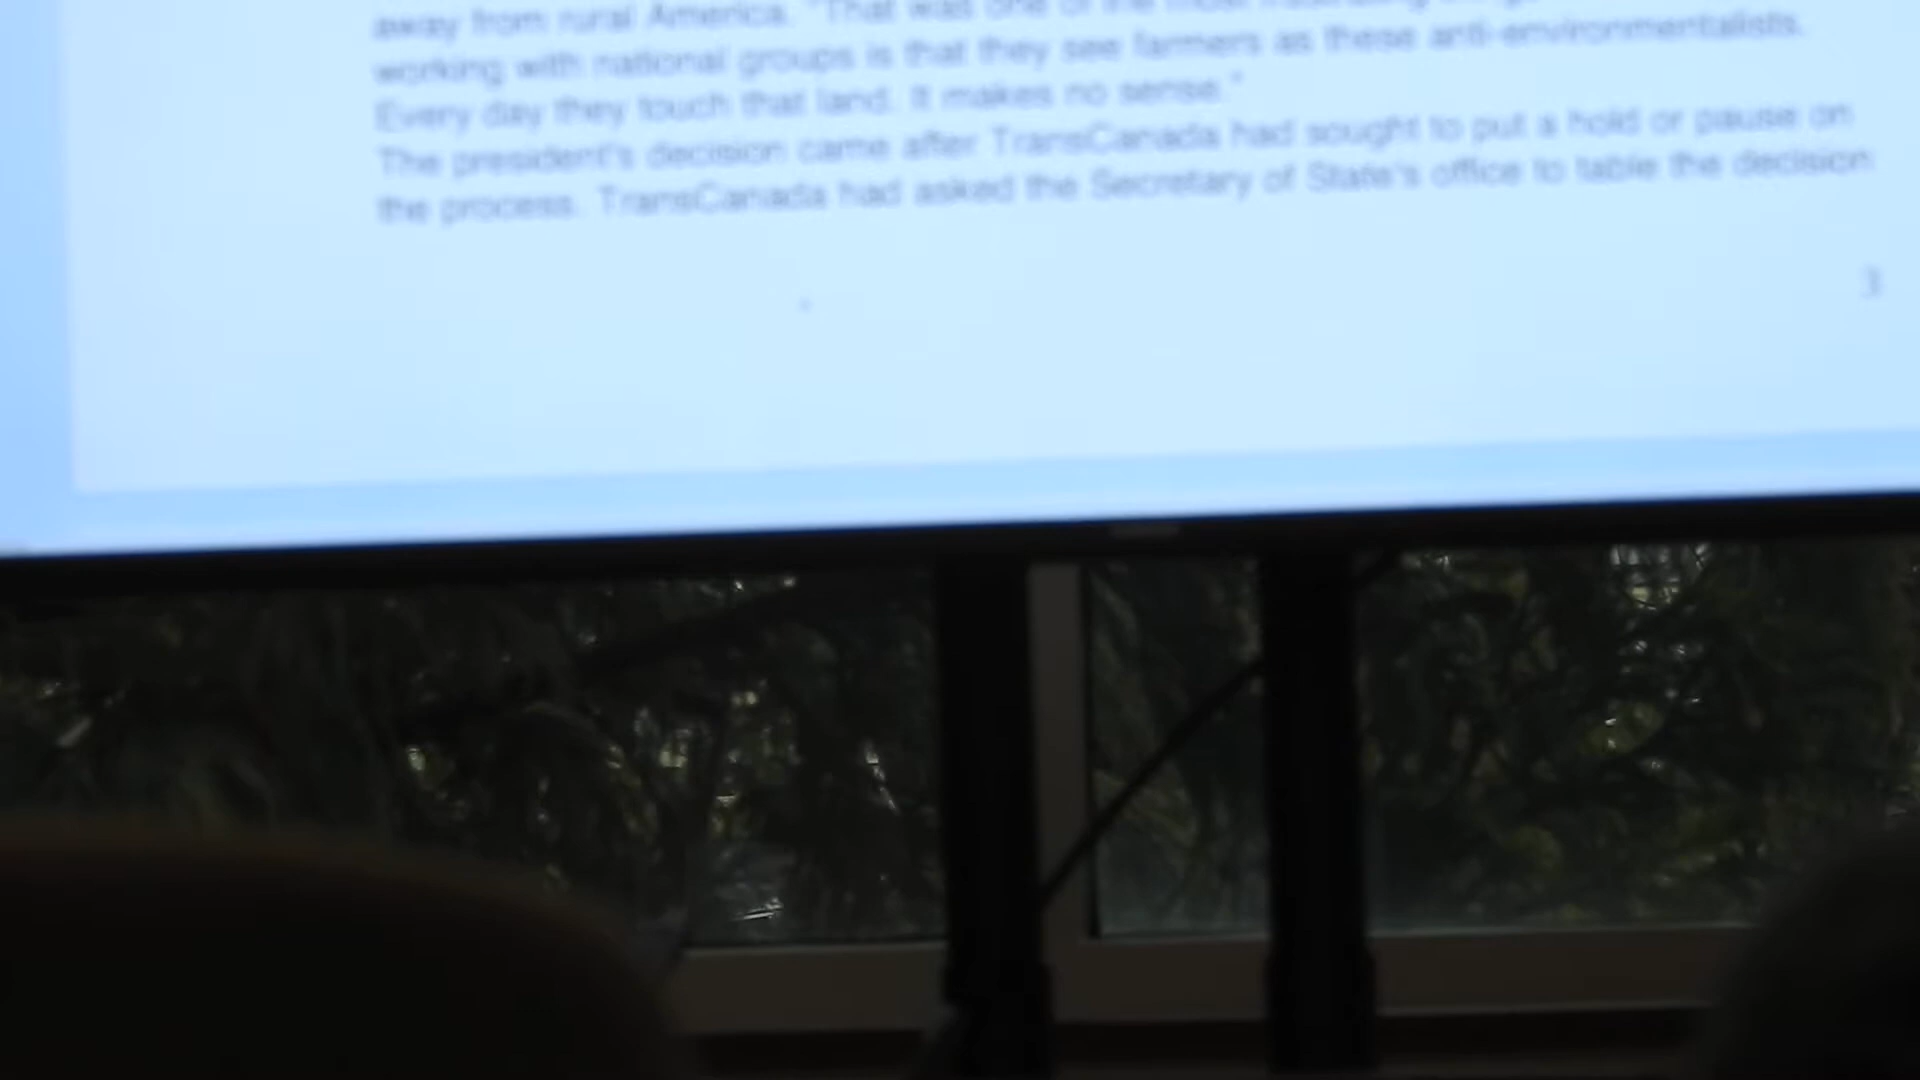 away from rural America. "That was one of the most frustrating things
working with national groups is that they see farmers as these anti-environmentalists.
Every day they touch that land. It makes no sense."
The president's decision came after TransCanada had sought to put a hold or pause on
the process. TransCanada had asked the Secretary of State's office to table the decision
3